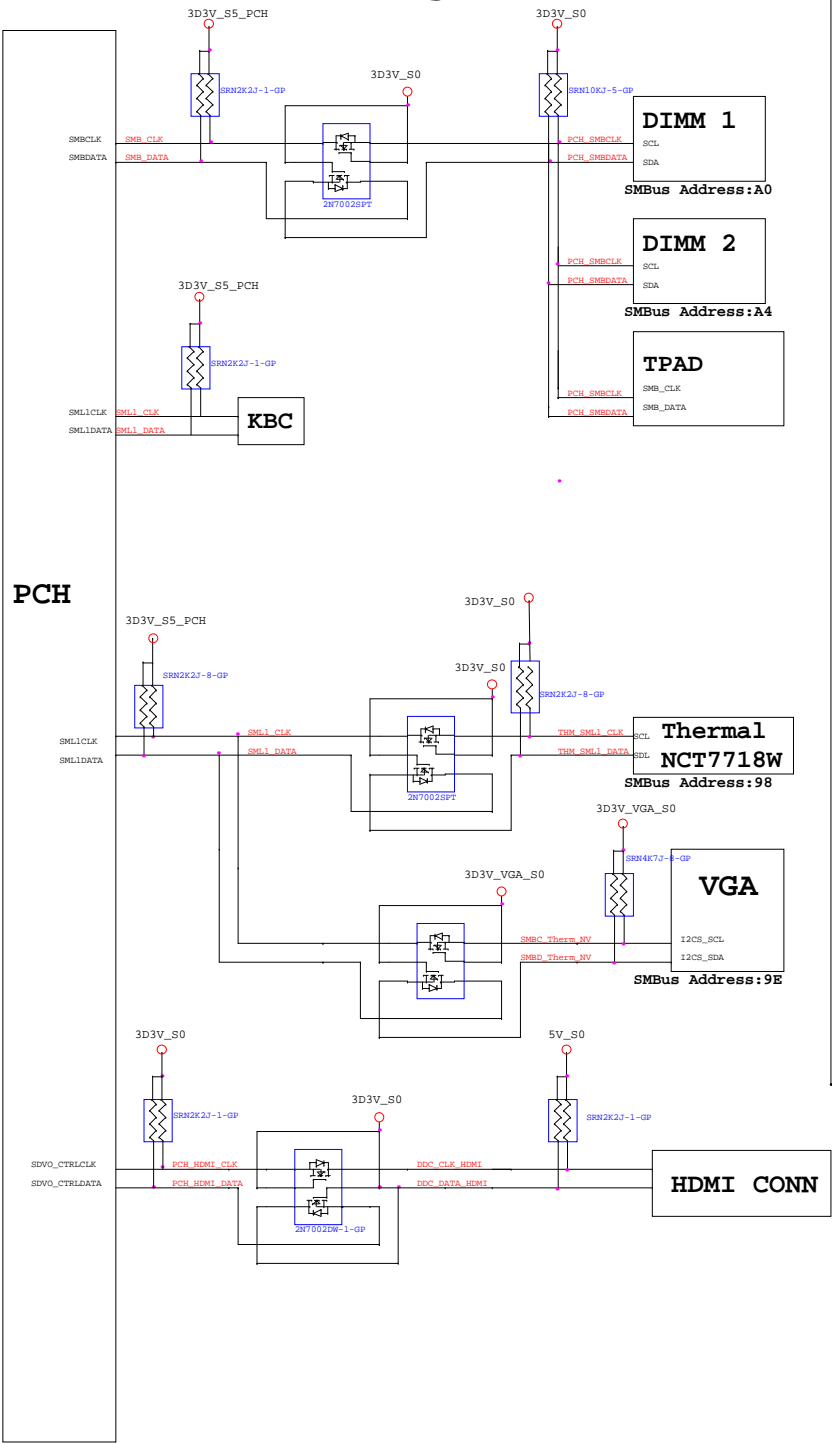 3D3V_S5_PCH
3D3V_S0
SRN2K2J-1-GP
3D3V_S0
SRN10KJ-5-GP
DIMM 1
SMBCLK
SMB_CLK
PCH_SMBCLK
SCL
SMBDATA
SMB_DATA
PCH_SMBDATA
SDA
SMBus Address:A0
2N7002SPT
DIMM 2
PCH_SMBCLK
SCL
PCH_SMBDATA
SDA
3D3V_S5_PCH
SMBus Address:A4
SRN2K2J-1-GP
TPAD
PCH_SMBCLK
SMB_CLK
PCH_SMBDATA
SMB_DATA
SML1CLK
SML1_CLK
KBC
SML1DATA
SML1_DATA
PCH
3D3V_S0
3D3V_S5_PCH
3D3V_S0
SRN2K2J-8-GP
SRN2K2J-8-GP
SML1CLK
SML1_CLK
THM_SML1_CLK
SCL
Thermal
SML1DATA
SML1_DATA
THM_SML1_DATA
SDL
NCT7718W
SMBus Address:98
2N7002SPT
3D3V_VGA_S0
SRN4K7J-8-GP
3D3V_VGA_S0
VGA
SMBC_Therm_NV
I2CS_SCL
SMBD_Therm_NV
I2CS_SDA
SMBus Address:9E
3D3V_S0
5V_S0
3D3V_S0
SRN2K2J-1-GP
SRN2K2J-1-GP
SDVO_CTRLCLK
PCH_HDMI_CLK
DDC_CLK_HDMI
SDVO_CTRLDATA
PCH_HDMI_DATA
DDC_DATA_HDMI
HDMI CONN
2N7002DW-1-GP